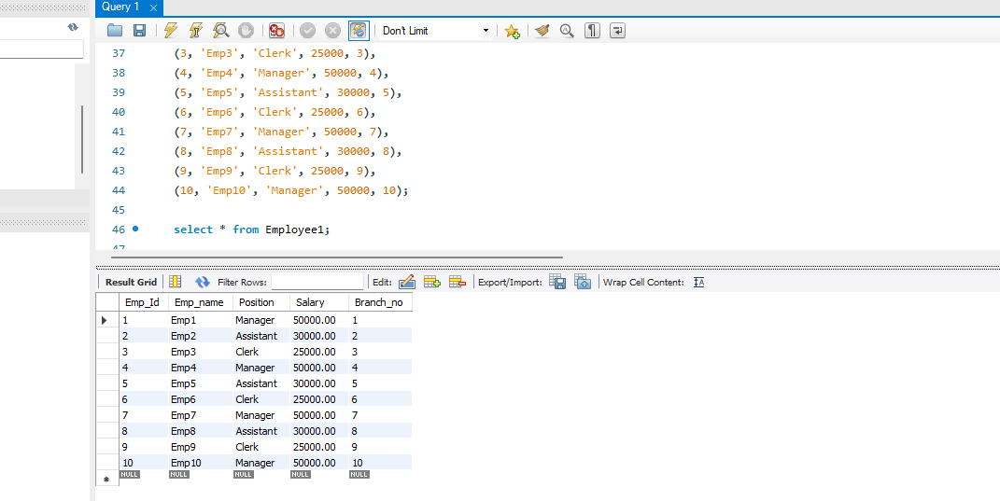 Query 1
Don't Limit
37 (3, 'Emp3', 'Clerk', 25000, 3),
38 (4, 'Emp4', 'Manager', 50000, 4),
39 (5, 'Emp5', 'Assistant', 30000, 5),
40 (6, 'Emp6', 'Clerk', 25000, 6),
41 (7, 'Emp7', 'Manager', 50000, 7),
42 (8, 'Emp8', 'Assistant', 30000, 8),
43 (9, 'Emp9', 'Clerk', 25000, 9),
44 (10, 'Emp10', 'Manager', 50000, 10);
45
46 select * from Employee1;
47
Result Grid Filter Rows: Edit: Export/Import: Wrap Cell Content:
Emp_Id Emp_name Position Salary Branch_no
1 Emp1 Manager 50000.00 1
2 Emp2 Assistant 30000.00 2
3 Emp3 Clerk 25000.00 3
4 Emp4 Manager 50000.00 4
5 Emp5 Assistant 30000.00 5
6 Emp6 Clerk 25000.00 6
7 Emp7 Manager 50000.00 7
8 Emp8 Assistant 30000.00 8
9 Emp9 Clerk 25000.00 9
10 Emp10 Manager 50000.00 10
NULL NULL NULL NULL NULL